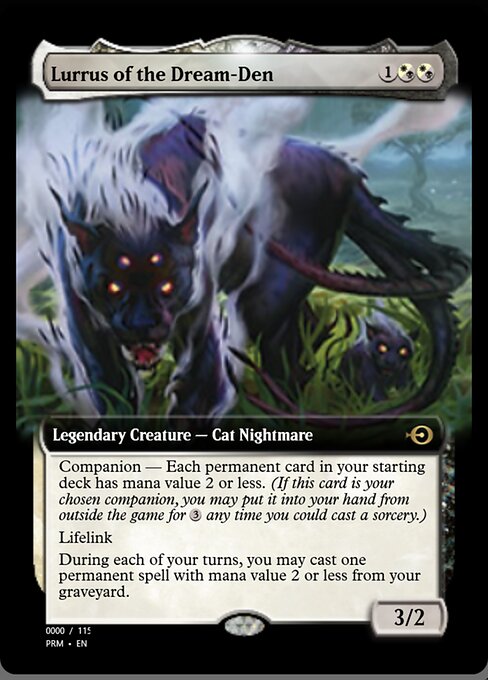 Lurrus of the Dream-Den 1
Legendary Creature — Cat Nightmare
Companion — Each permanent card in your starting
deck has mana value 2 or less. (If this card is your
chosen companion, you may put it into your hand from
outside the game for 3 any time you could cast a sorcery.)
Lifelink
During each of your turns, you may cast one
permanent spell with mana value 2 or less from your
graveyard.
3/2
0000 / 115
PRM • EN